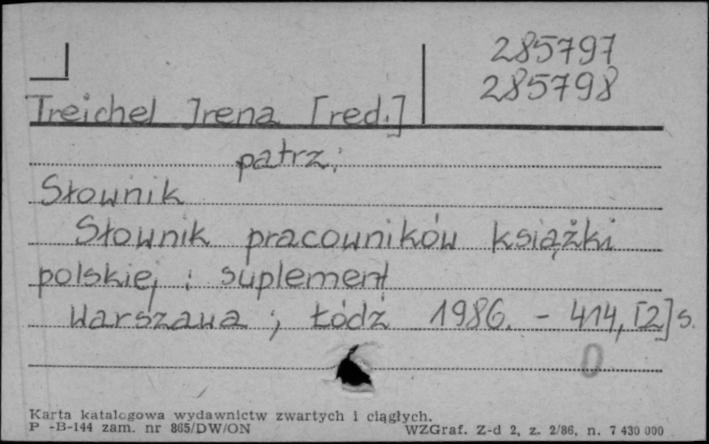 285797
285798
Treichel Irena [red.]
patrz:
Słownik
Słownik pracowników książki
polskiej : suplement
Warszawa ; Łódź 1986. - 414, [2] s.
0
Karta katalogowa wydawnictw zwartych i ciągłych.
P -B-144 zam. nr 865/DW/ON WZGraf. Z-d 2, z. 2/86, n. 7 430 000